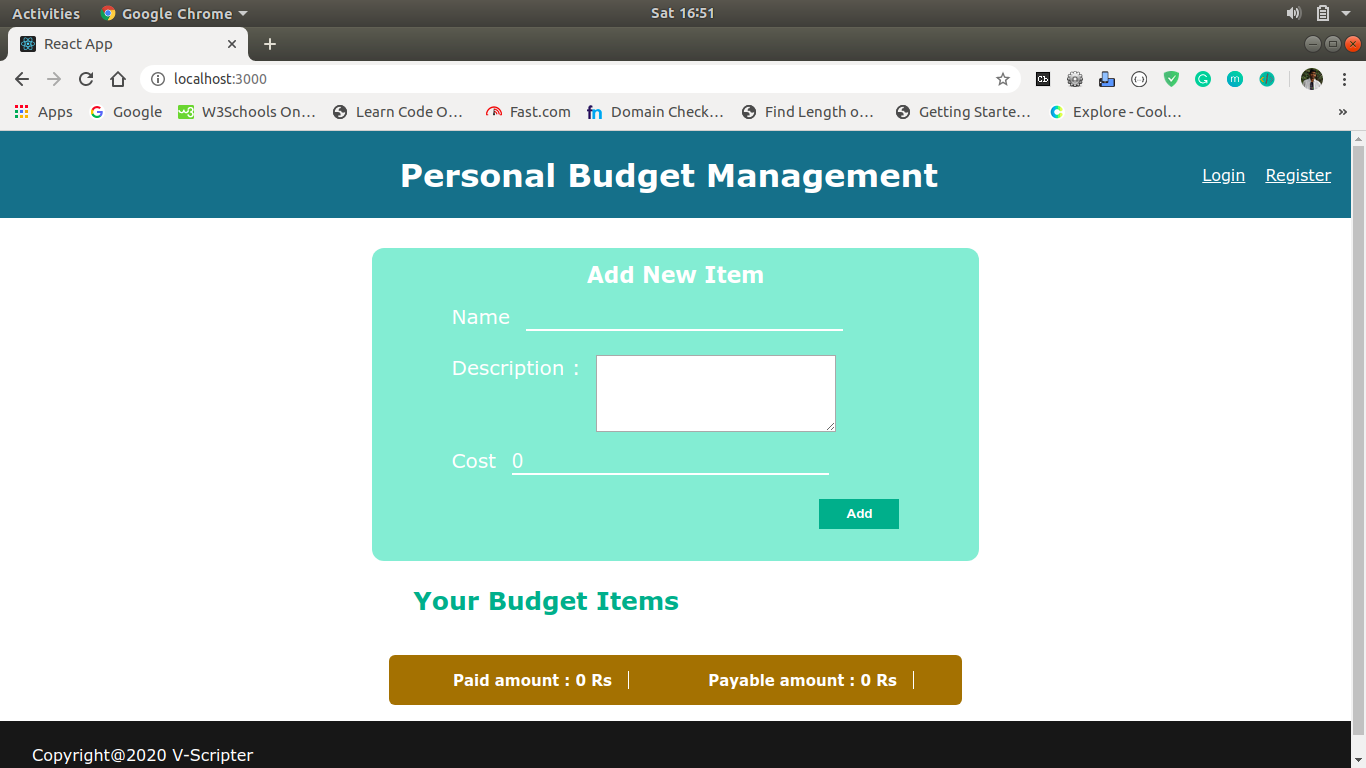 Activities Google Chrome Sat 16:51
React App
localhost:3000
Apps Google W3Schools On... Learn Code O... Fast.com Domain Check... Find Length o... Getting Starte... Explore - Cool... »
Personal Budget Management Login Register
Add New Item
Name
Description :
Cost 0
Add
Your Budget Items
Paid amount : 0 Rs Payable amount : 0 Rs
Copyright@2020 V-Scripter